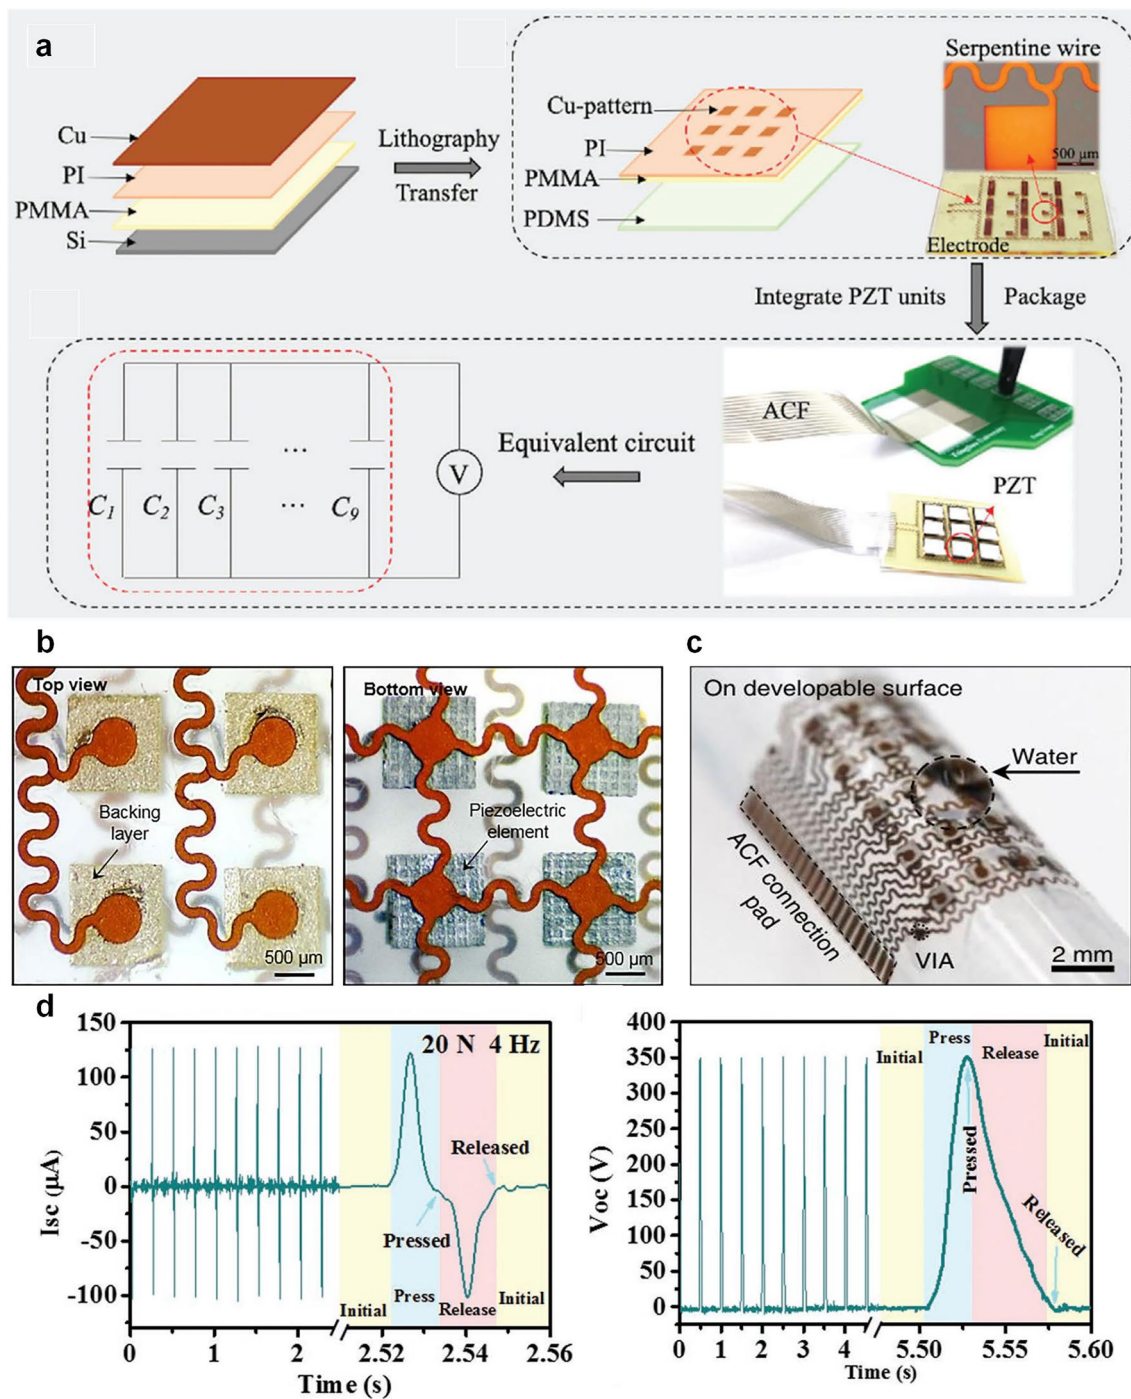 a
Cu
PI
PMMA
Si
Lithography
Transfer
Cu-pattern
PI
PMMA
PDMS
Serpentine wire
500 μm
Electrode
Integrate PZT units
Package
ACF
PZT
Equivalent circuit
C1
C2
C3
...
...
C9
V
b
Top view
Backing
layer
500 μm
Bottom view
Piezoelectric
element
500 μm
c
On developable surface
Water
ACF connection
pad
VIA
2 mm
d
20 N 4 Hz
150
100
50
0
-50
-100
Isc (μA)
Released
Pressed
Initial
Press
Release
Initial
0
1
2
2.52
2.54
2.56
Time (s)
400
350
300
250
200
150
100
50
0
Voc (V)
Initial
Press
Release
Initial
Pressed
Released
0
1
2
3
4
5.50
5.55
5.60
Time (s)